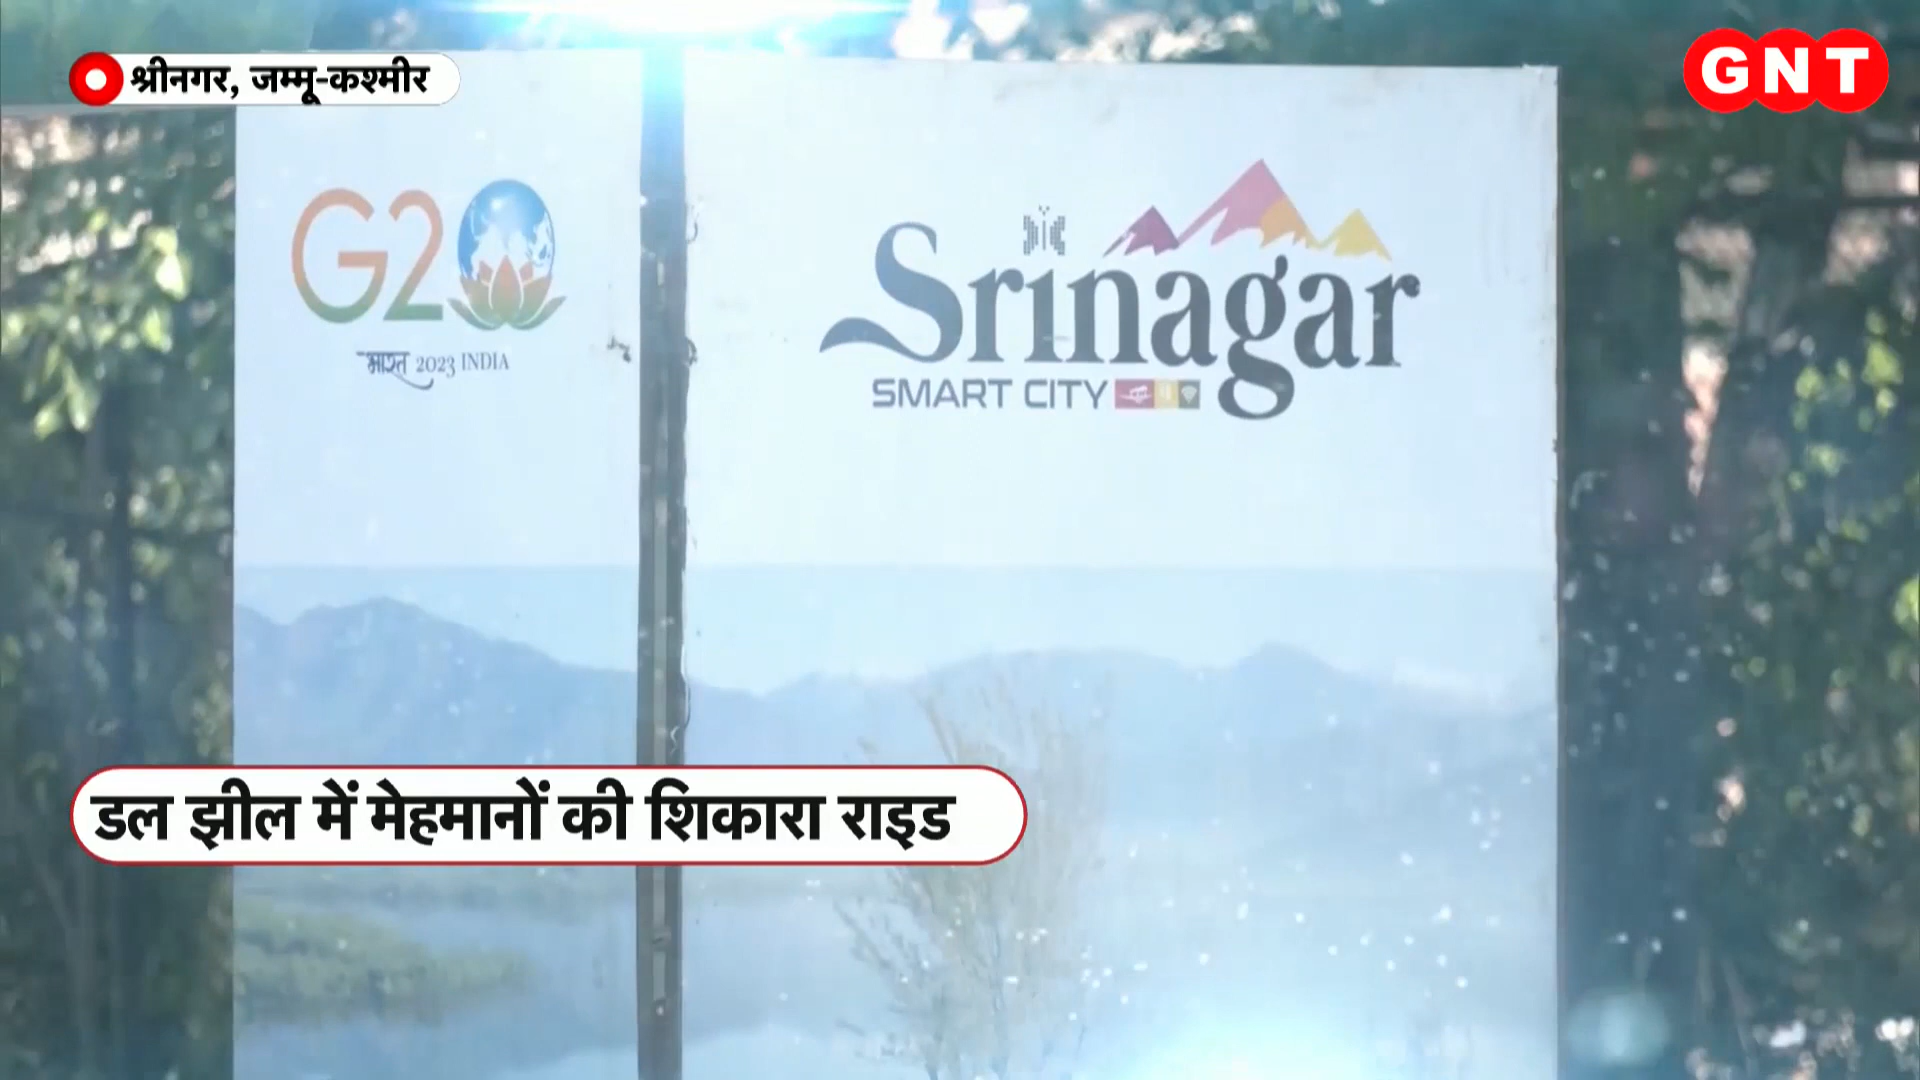 श्रीनगर, जम्मू-कश्मीर
GNT
G20
भारत 2023 INDIA
Srinagar
SMART CITY
डल झील में मेहमानों की शिकारा राइड